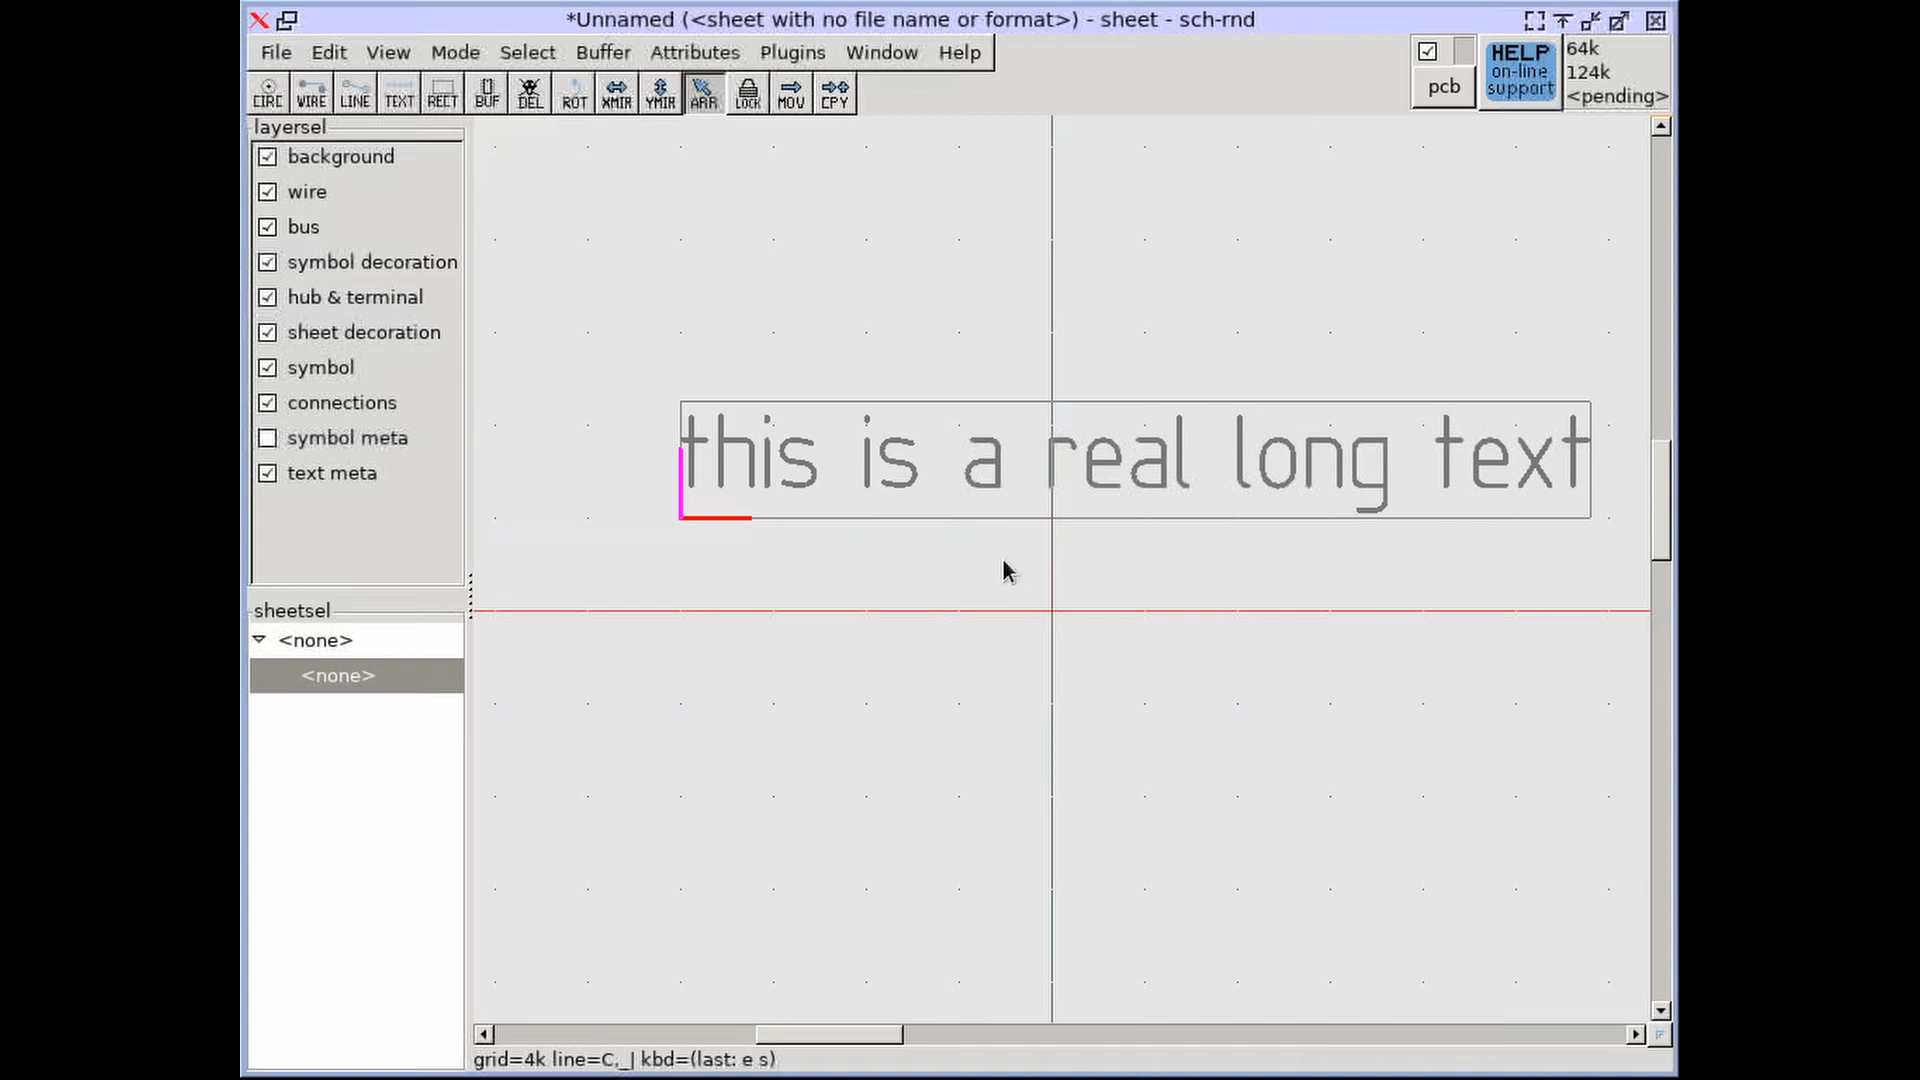 *Unnamed (<sheet with no file name or format>) - sheet - sch-rnd
File Edit View Mode Select Buffer Attributes Plugins Window Help
pcb
HELP
on-line
support
64k
124k
<pending>
CIRC WIRE LINE TEXT RECT BUF DEL ROT XMIR YMIR ARR LOCK MOV CPY
layersel
background
wire
bus
symbol decoration
hub & terminal
sheet decoration
symbol
connections
symbol meta
text meta
this is a real long text
sheetsel
<none>
<none>
grid=4k line=C,_| kbd=(last: e s)